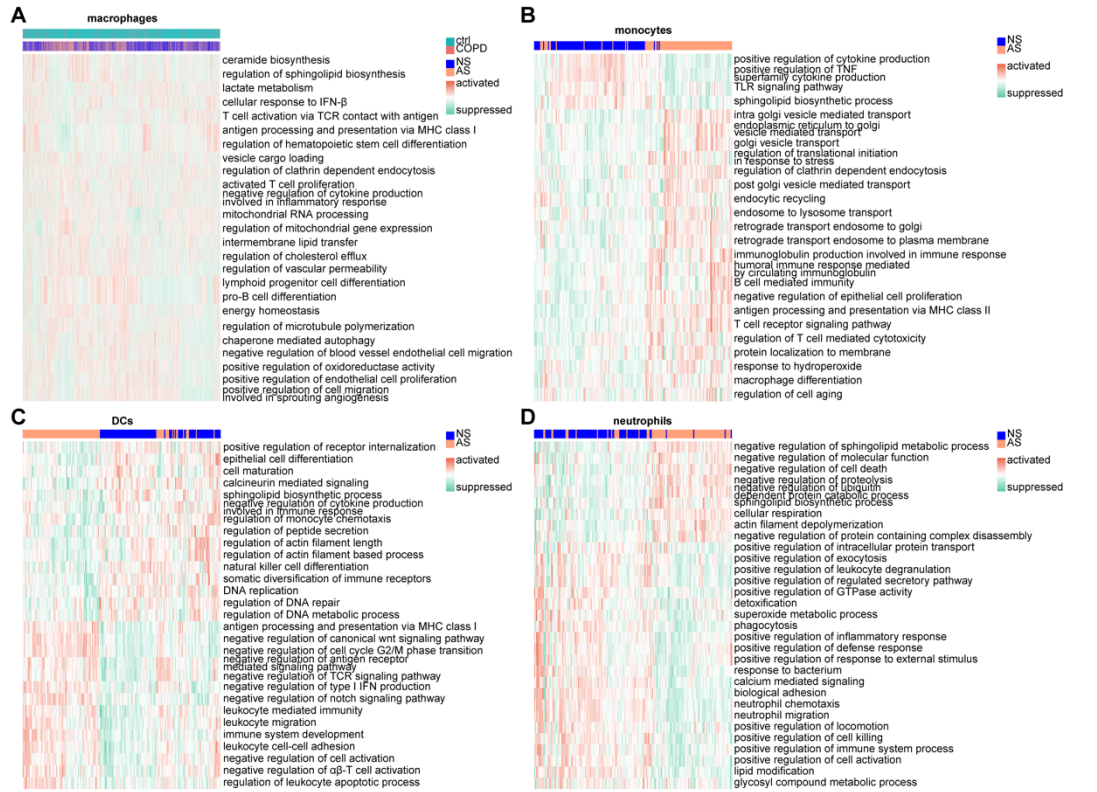 A
macrophages
ctrl
COPD
NS
AS
activated
suppressed
ceramide biosynthesis
regulation of sphingolipid biosynthesis
lactate metabolism
cellular response to IFN-β
T cell activation via TCR contact with antigen
antigen processing and presentation via MHC class I
regulation of hematopoietic stem cell differentiation
vesicle cargo loading
regulation of clathrin dependent endocytosis
activated T cell proliferation
negative regulation of cytokine production
involved in inflammatory response
mitochondrial RNA processing
regulation of mitochondrial gene expression
intermembrane lipid transfer
regulation of cholesterol efflux
regulation of vascular permeability
lymphoid progenitor cell differentiation
pro-B cell differentiation
energy homeostasis
regulation of microtubule polymerization
chaperone mediated autophagy
negative regulation of blood vessel endothelial cell migration
positive regulation of oxidoreductase activity
positive regulation of endothelial cell proliferation
positive regulation of cell migration
involved in sprouting angiogenesis
B
monocytes
NS
AS
activated
suppressed
positive regulation of cytokine production
positive regulation of TNF
superfamily cytokine production
TLR signaling pathway
sphingolipid biosynthetic process
intra golgi vesicle mediated transport
endoplasmic reticulum to golgi
vesicle mediated transport
golgi vesicle transport
regulation of translational initiation
in response to stress
regulation of clathrin dependent endocytosis
post golgi vesicle mediated transport
endocytic recycling
endosome to lysosome transport
retrograde transport endosome to golgi
retrograde transport endosome to plasma membrane
immunoglobulin production involved in immune response
humoral immune response mediated
by circulating immunoglobulin
B cell mediated immunity
negative regulation of epithelial cell proliferation
antigen processing and presentation via MHC class II
T cell receptor signaling pathway
regulation of T cell mediated cytotoxicity
protein localization to membrane
response to hydroperoxide
macrophage differentiation
regulation of cell aging
C
DCs
NS
AS
activated
suppressed
positive regulation of receptor internalization
epithelial cell differentiation
cell maturation
calcineurin mediated signaling
sphingolipid biosynthetic process
negative regulation of cytokine production
involved in immune response
regulation of monocyte chemotaxis
regulation of peptide secretion
regulation of actin filament length
regulation of actin filament based process
natural killer cell differentiation
somatic diversification of immune receptors
DNA replication
regulation of DNA repair
regulation of DNA metabolic process
antigen processing and presentation via MHC class I
negative regulation of canonical wnt signaling pathway
negative regulation of cell cycle G2/M phase transition
negative regulation of antigen receptor
mediated signaling pathway
negative regulation of TCR signaling pathway
negative regulation of type I IFN production
negative regulation of notch signaling pathway
leukocyte mediated immunity
leukocyte migration
immune system development
leukocyte cell-cell adhesion
negative regulation of cell activation
negative regulation of αβ-T cell activation
regulation of leukocyte apoptotic process
D
neutrophils
NS
AS
activated
suppressed
negative regulation of sphingolipid metabolic process
negative regulation of molecular function
negative regulation of cell death
negative regulation of proteolysis
negative regulation of ubiquitin
dependent protein catabolic process
sphingolipid biosynthetic process
cellular respiration
actin filament depolymerization
negative regulation of protein containing complex disassembly
positive regulation of intracellular protein transport
positive regulation of exocytosis
positive regulation of leukocyte degranulation
positive regulation of regulated secretory pathway
positive regulation of GTPase activity
detoxification
superoxide metabolic process
phagocytosis
positive regulation of inflammatory response
positive regulation of defense response
positive regulation of response to external stimulus
response to bacterium
calcium mediated signaling
biological adhesion
neutrophil chemotaxis
neutrophil migration
positive regulation of locomotion
positive regulation of cell killing
positive regulation of immune system process
positive regulation of cell activation
lipid modification
glycosyl compound metabolic process